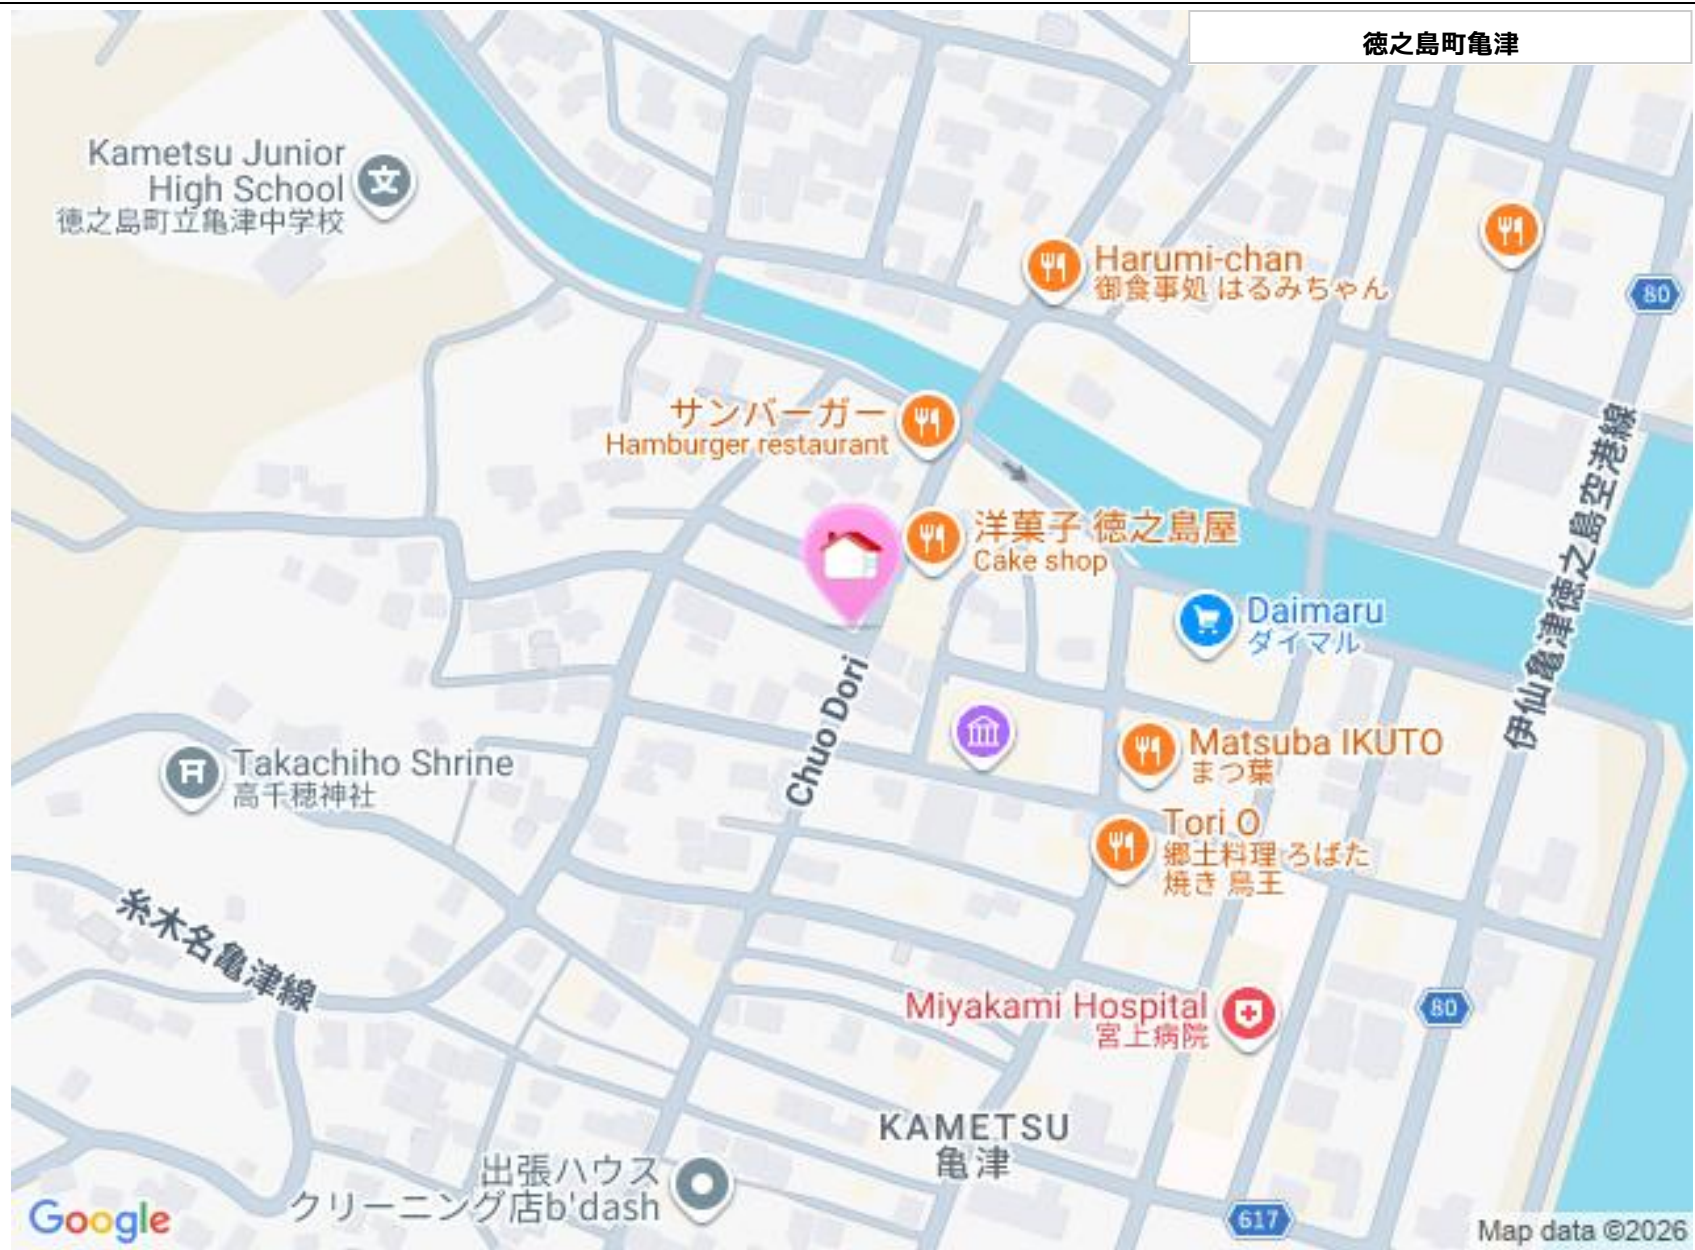 徳之島町亀津
Kametsu Junior
High School
徳之島町立亀津中学校
Harumi-chan
御食事処 はるみちゃん
80
サンバーガー
Hamburger restaurant
洋菓子 徳之島屋
Cake shop
伊仙亀津徳之島空港線
Daimaru
ダイマル
Chuo Dori
Matsuba IKUTO
まつ葉
Takachiho Shrine
高千穂神社
Tori O
郷土料理 ろばた
焼き 鳥王
糸木名亀津線
Miyakami Hospital
宮上病院
80
KAMETSU
亀津
出張ハウス
クリーニング店b'dash
617
Google
Map data ©2026